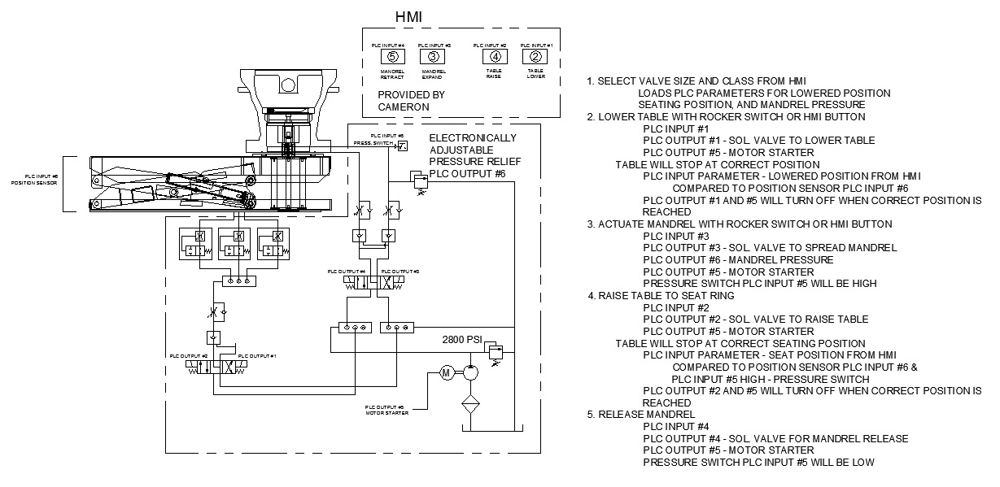 HMI
PLC INPUT #4
PLC INPUT #3
PLC INPUT #2
PLC INPUT #1
5
3
4
2
MANDREL
RETRACT
MANDREL
EXPAND
TABLE
RAISE
TABLE
LOWER
PROVIDED BY
CAMERON
PLC INPUT #5
PRESS. SWITCH
ELECTRONICALLY
ADJUSTABLE
PRESSURE RELIEF
PLC OUTPUT #6
PLC INPUT #6
POSITION SENSOR
PLC OUTPUT #4
PLC OUTPUT #3
2800 PSI
PLC OUTPUT #2
PLC OUTPUT #1
M
PLC OUTPUT #5
MOTOR STARTER
1. SELECT VALVE SIZE AND CLASS FROM HMI
LOADS PLC PARAMETERS FOR LOWERED POSITION
SEATING POSITION, AND MANDREL PRESSURE
2. LOWER TABLE WITH ROCKER SWITCH OR HMI BUTTON
PLC INPUT #1
PLC OUTPUT #1 - SOL. VALVE TO LOWER TABLE
PLC OUTPUT #5 - MOTOR STARTER
TABLE WILL STOP AT CORRECT POSITION
PLC INPUT PARAMETER - LOWERED POSITION FROM HMI
COMPARED TO POSITION SENSOR PLC INPUT #6
PLC OUTPUT #1 AND #5 WILL TURN OFF WHEN CORRECT POSITION IS
REACHED
3. ACTUATE MANDREL WITH ROCKER SWITCH OR HMI BUTTON
PLC INPUT #3
PLC OUTPUT #3 - SOL. VALVE TO SPREAD MANDREL
PLC OUTPUT #6 - MANDREL PRESSURE
PLC OUTPUT #5 - MOTOR STARTER
PRESSURE SWITCH PLC INPUT #5 WILL BE HIGH
4. RAISE TABLE TO SEAT RING
PLC INPUT #2
PLC OUTPUT #2 - SOL. VALVE TO RAISE TABLE
PLC OUTPUT #5 - MOTOR STARTER
TABLE WILL STOP AT CORRECT SEATING POSITION
PLC INPUT PARAMETER - SEAT POSITION FROM HMI
COMPARED TO POSITION SENSOR PLC INPUT #6 &
PLC INPUT #5 HIGH - PRESSURE SWITCH
PLC OUTPUT #2 AND #5 WILL TURN OFF WHEN CORRECT POSITION IS
REACHED
5. RELEASE MANDREL
PLC INPUT #4
PLC OUTPUT #4 - SOL. VALVE FOR MANDREL RELEASE
PLC OUTPUT #5 - MOTOR STARTER
PRESSURE SWITCH PLC INPUT #5 WILL BE LOW